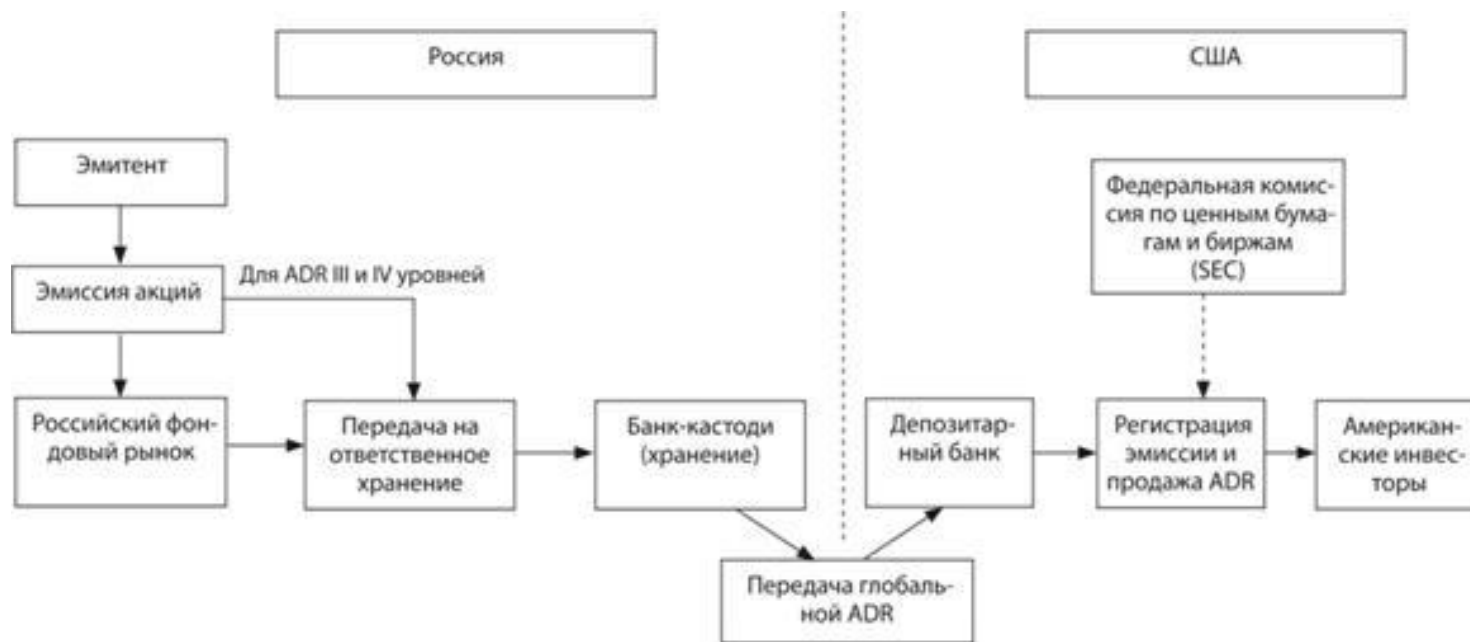 Россия
США
Эмитент
Федеральная комис-
сия по ценным бума-
гам и биржам
(SEC)
Эмиссия акций
Для ADR III и IV уровней
Российский фон-
довый рынок
Передача на
ответственное
хранение
Банк-кастоди
(хранение)
Депозитар-
ный банк
Регистрация
эмиссии и
продажа ADR
Американ-
ские инвес-
торы
Передача глобаль-
ной ADR